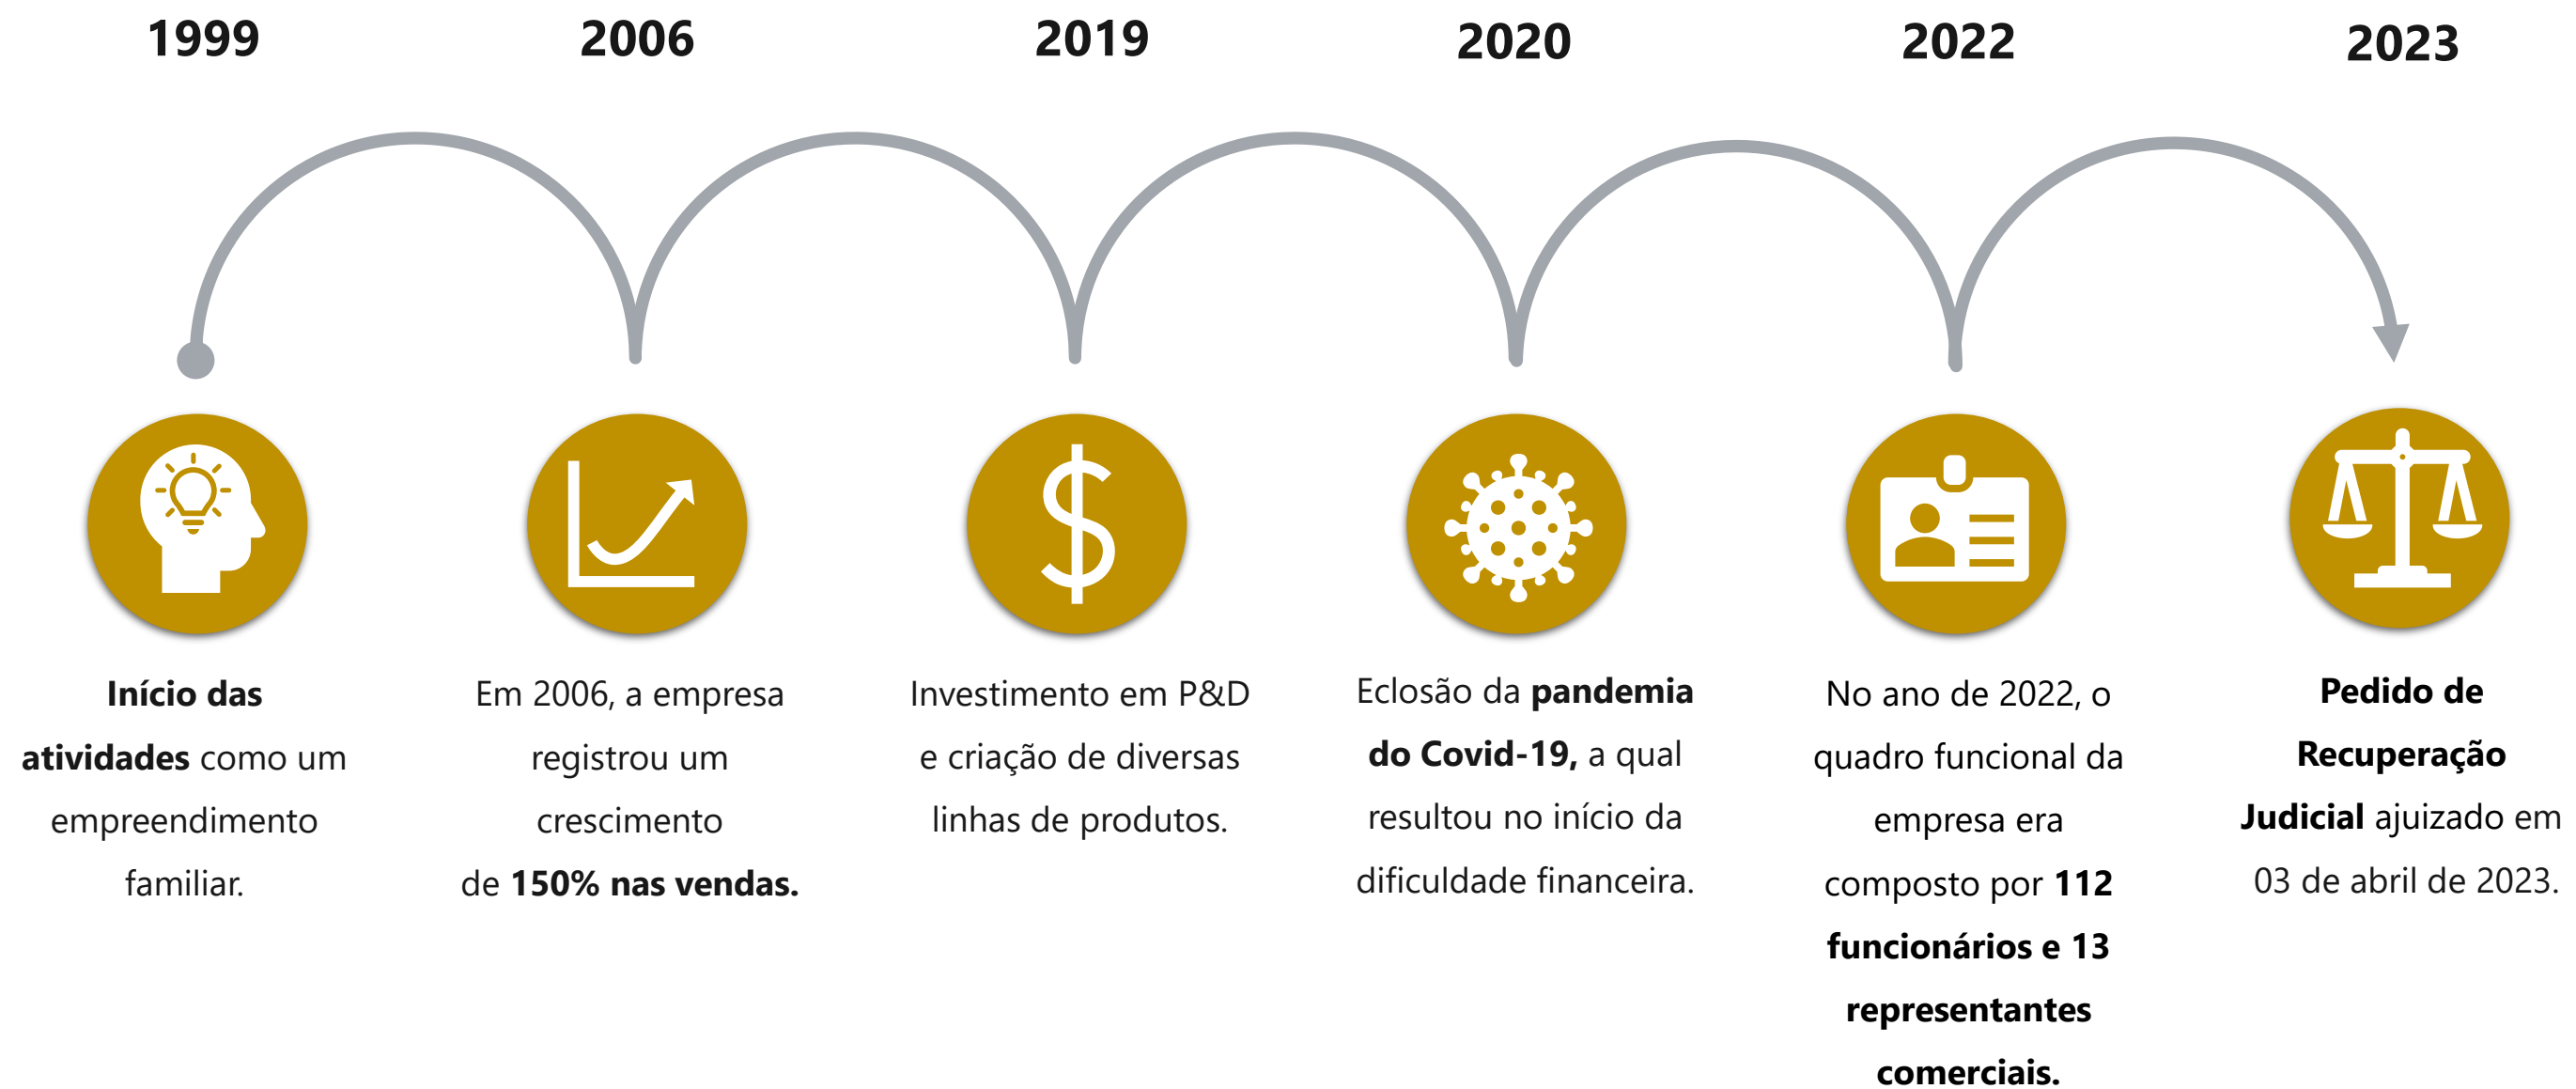 1999
2006
2019
2020
2022
2023
Início das
atividades como um
empreendimento
familiar.
Em 2006, a empresa
registrou um
crescimento
de 150% nas vendas.
Investimento em P&D
e criação de diversas
linhas de produtos.
Eclosão da pandemia
do Covid-19, a qual
resultou no início da
dificuldade financeira.
No ano de 2022, o
quadro funcional da
empresa era
composto por 112
funcionários e 13
representantes
comerciais.
Pedido de
Recuperação
Judicial ajuizado em
03 de abril de 2023.